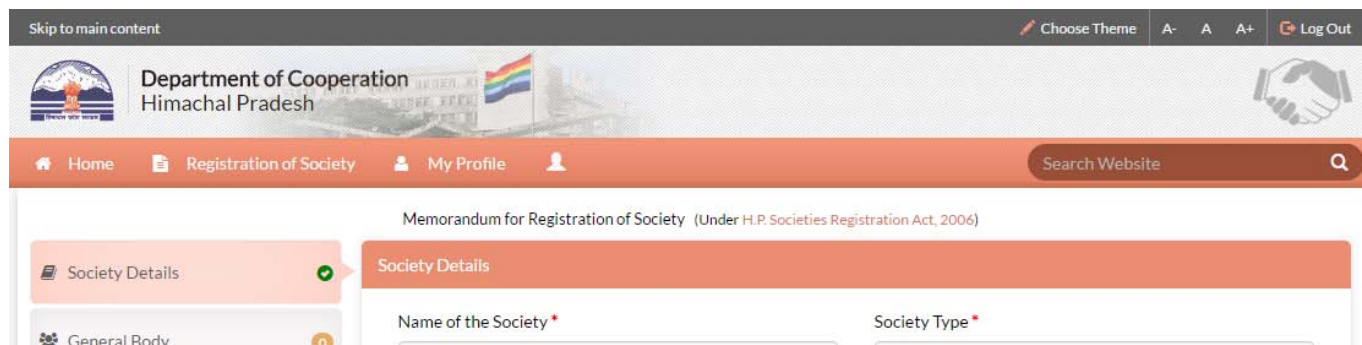 Skip to main content Choose Theme A- A A+ Log Out
Department of Cooperation
Himachal Pradesh
Home Registration of Society My Profile Search Website
Memorandum for Registration of Society (Under H.P. Societies Registration Act, 2006)
Society Details Society Details
Name of the Society * Society Type *
General Body 0